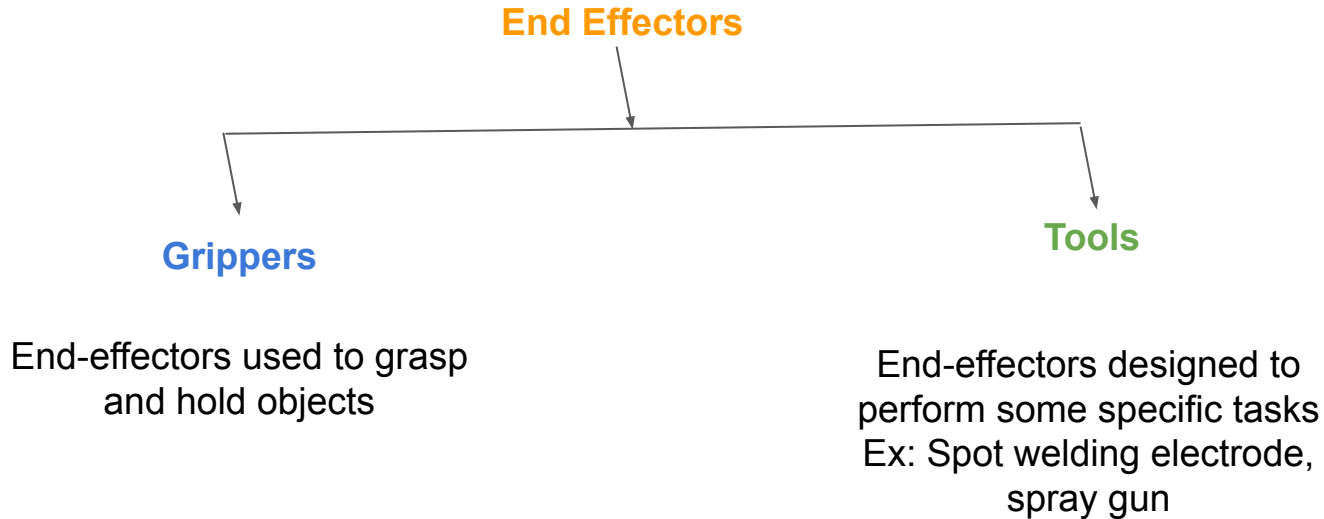 End Effectors
Grippers
End-effectors used to grasp
and hold objects
Tools
End-effectors designed to
perform some specific tasks
Ex: Spot welding electrode,
spray gun